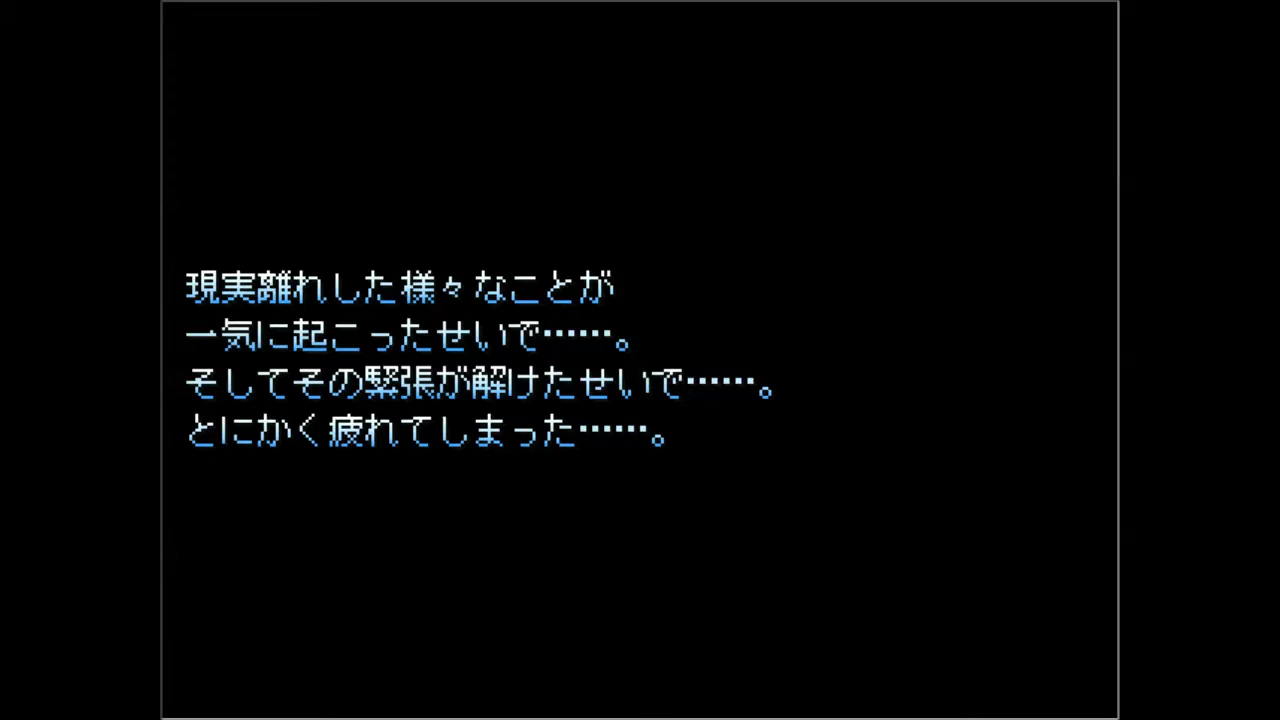 現実離れした様々なことが
一気に起こったせいで……。
そしてその緊張が解けたせいで……。
とにかく疲れてしまった……。